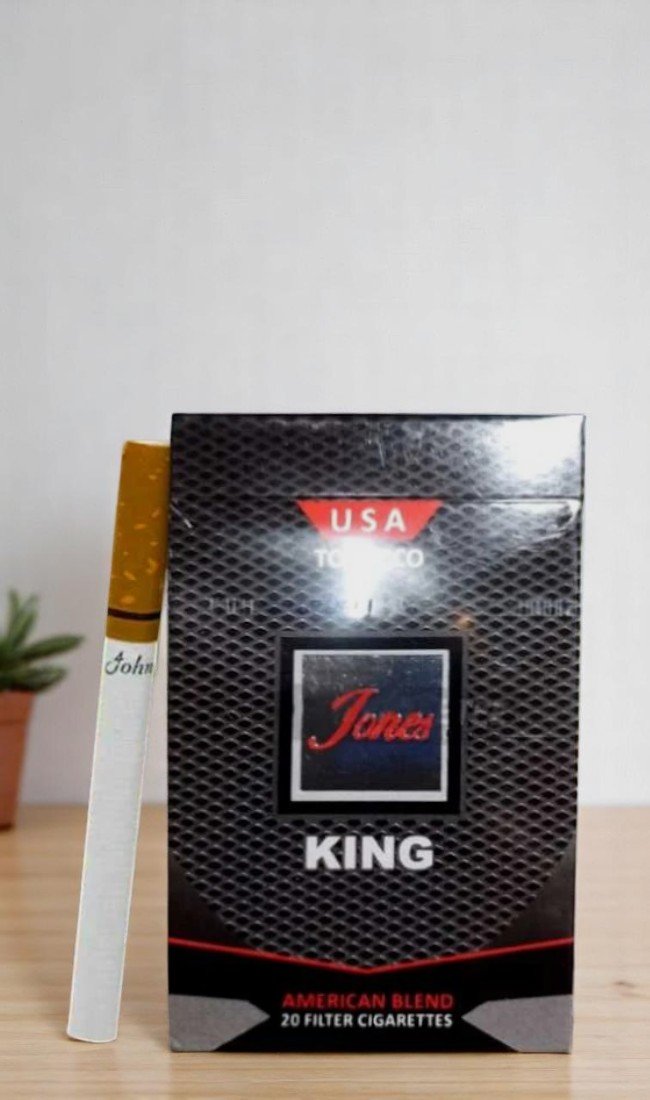 USA
John
Jones
KING
AMERICAN BLEND
20 FILTER CIGARETTES